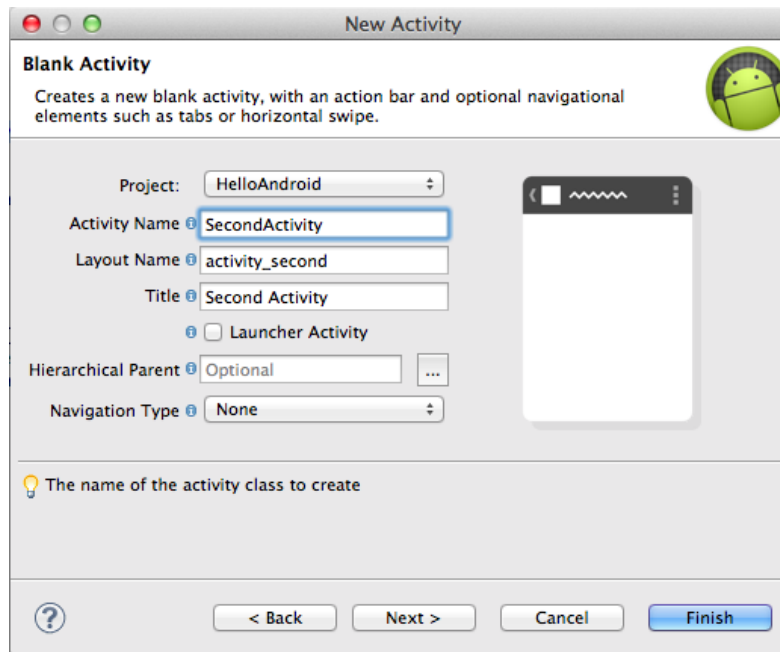 New Activity
Blank Activity
Creates a new blank activity, with an action bar and optional navigational
elements such as tabs or horizontal swipe.
Project: HelloAndroid
Activity Name SecondActivity
Layout Name activity_second
Title Second Activity
Launcher Activity
Hierarchical Parent Optional ...
Navigation Type None
The name of the activity class to create
? < Back Next > Cancel Finish